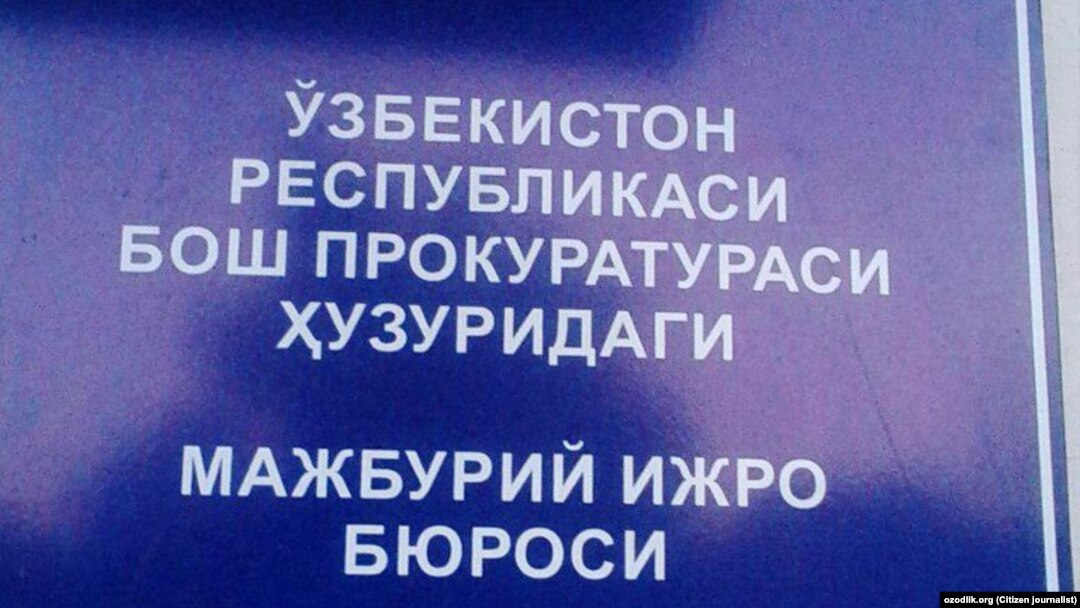 ЎЗБЕКИСТОН
РЕСПУБЛИКАСИ
БОШ ПРОКУРАТУРАСИ
ҲУЗУРИДАГИ
МАЖБУРИЙ ИЖРО
БЮРОСИ
ozodlik.org (Citizen journalist)